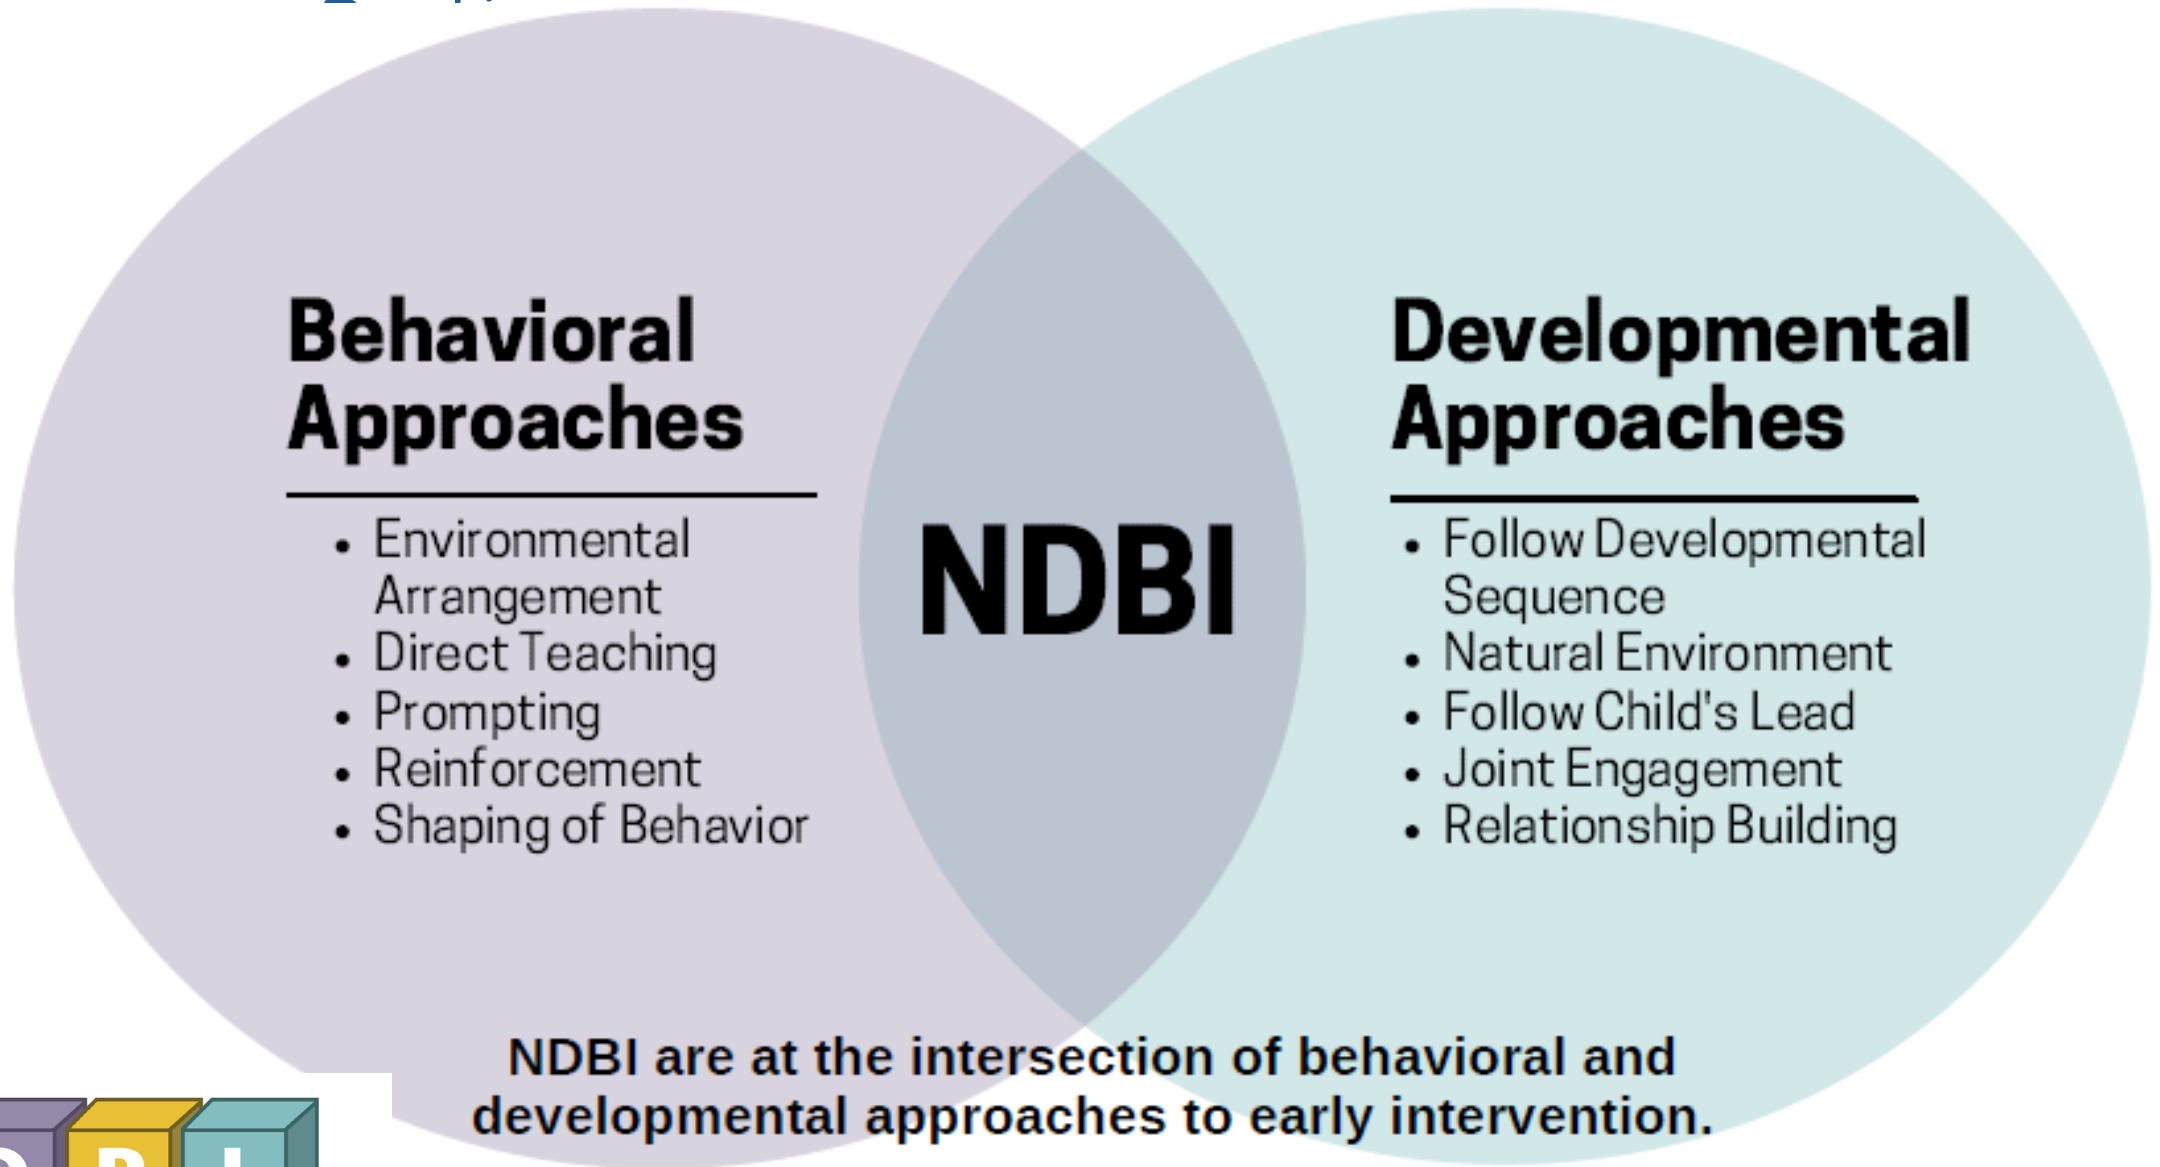 Behavioral
Approaches
• Environmental
Arrangement
• Direct Teaching
• Prompting
• Reinforcement
• Shaping of Behavior
NDBI
Developmental
Approaches
• Follow Developmental
Sequence
• Natural Environment
• Follow Child's Lead
• Joint Engagement
• Relationship Building
NDBI are at the intersection of behavioral and
developmental approaches to early intervention.